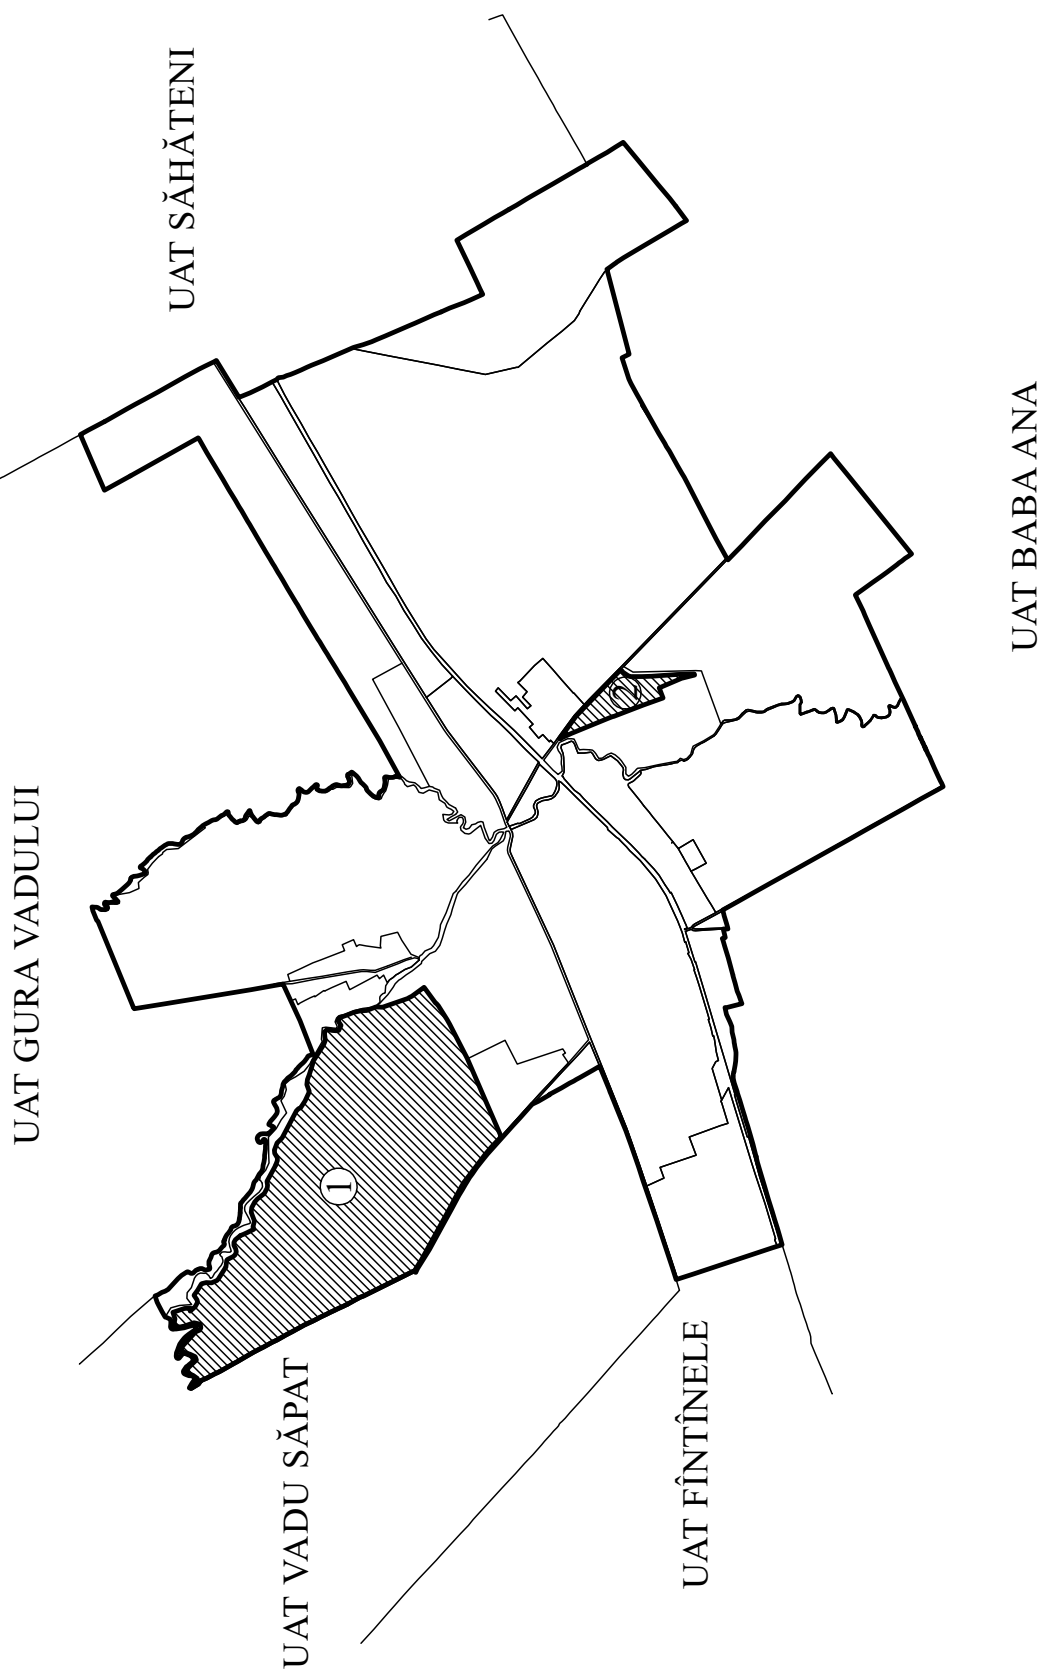 UAT SĂHĂTENI
UAT GURA VADULUI
UAT BABA ANA
2
1
UAT VADU SĂPAT
UAT FÎNTÎNELE